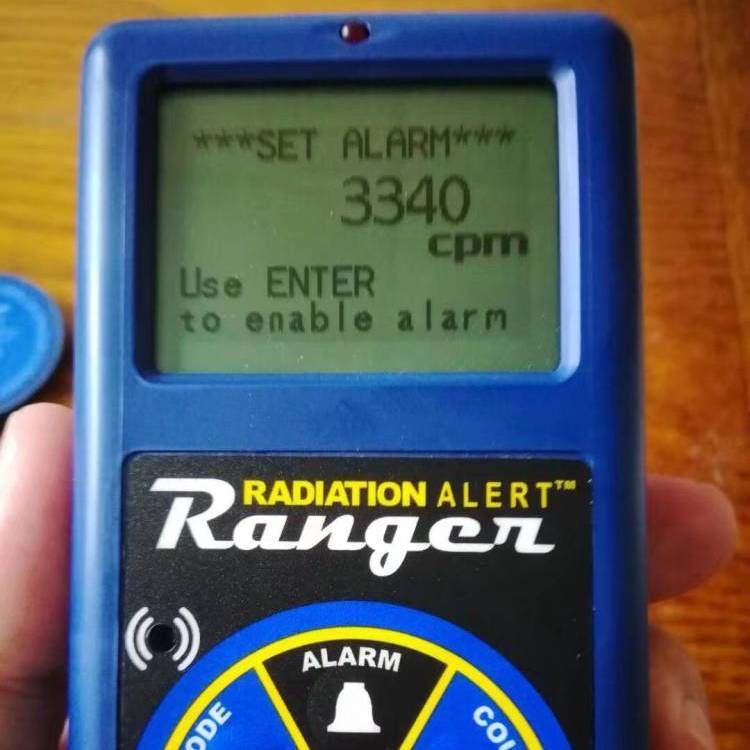 ***SET ALARM***
3340
cpm
Use ENTER
to enable alarm
RADIATION ALERT™
Ranger
ALARM